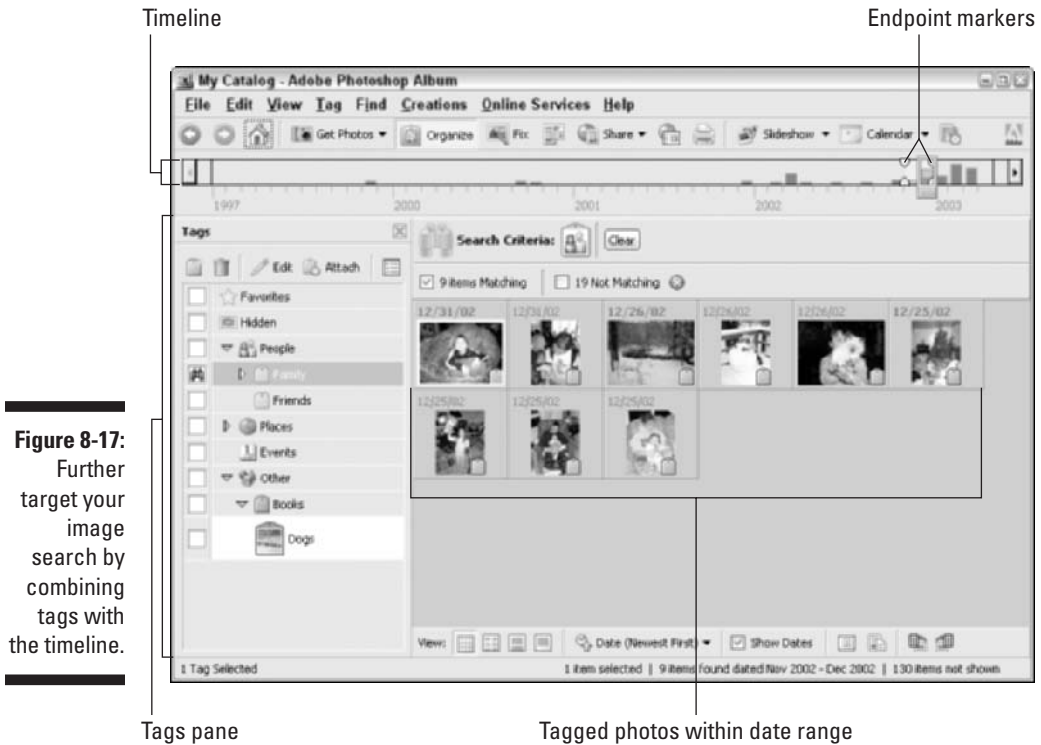 Timeline
Endpoint markers
My Catalog - Adobe Photoshop Album
File Edit View Tag Find Creations Online Services Help
Get Photos Organize Fix Share Slideshow Calendar
1997 2000 2001 2002 2003
Tags
Search Criteria: Clear
Edit Attach
9 items Matching 19 Not Matching
Favorites
Hidden
People
Family
Friends
Places
Events
Other
Books
Dogs
12/31/02 12/31/02 12/26/02 12/26/02 12/26/02 12/25/02
12/25/02 12/25/02 12/25/02
View: Date (Newest First) Show Dates
1 Tag Selected
1 item selected | 9 items found dated Nov 2002 - Dec 2002 | 130 items not shown
Figure 8-17:
Further
target your
image
search by
combining
tags with
the timeline.
Tags pane
Tagged photos within date range